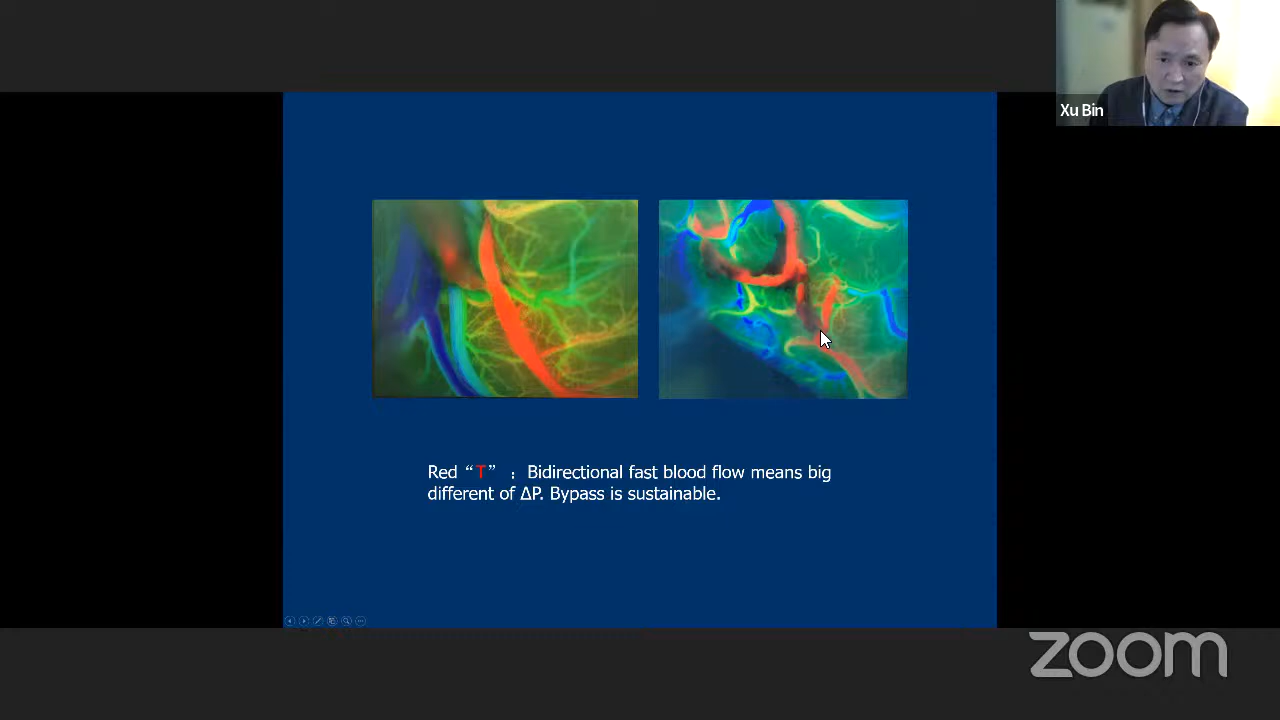 Xu Bin
Red “T” ：Bidirectional fast blood flow means big
different of ΔP. Bypass is sustainable.
zoom